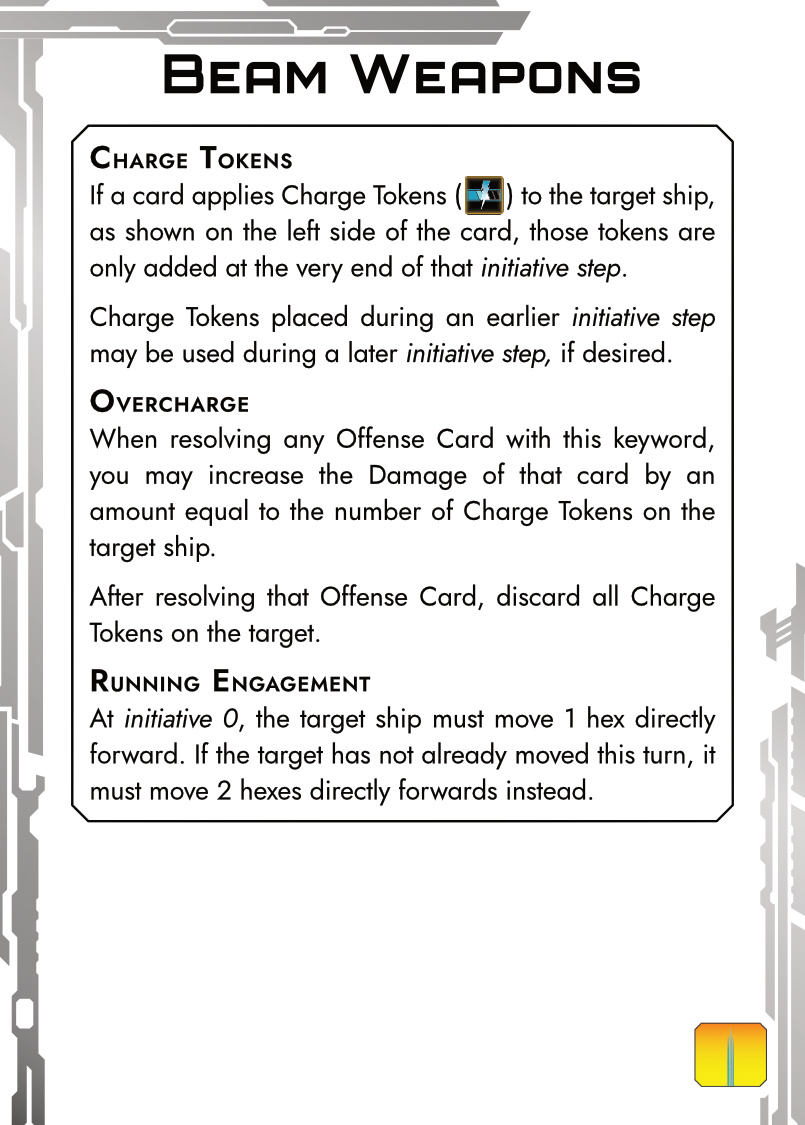 Beam Weapons
Charge Tokens
If a card applies Charge Tokens ( ) to the target ship,
as shown on the left side of the card, those tokens are
only added at the very end of that initiative step.
Charge Tokens placed during an earlier initiative step
may be used during a later initiative step, if desired.
Overcharge
When resolving any Offense Card with this keyword,
you may increase the Damage of that card by an
amount equal to the number of Charge Tokens on the
target ship.
After resolving that Offense Card, discard all Charge
Tokens on the target.
Running Engagement
At initiative 0, the target ship must move 1 hex directly
forward. If the target has not already moved this turn, it
must move 2 hexes directly forwards instead.